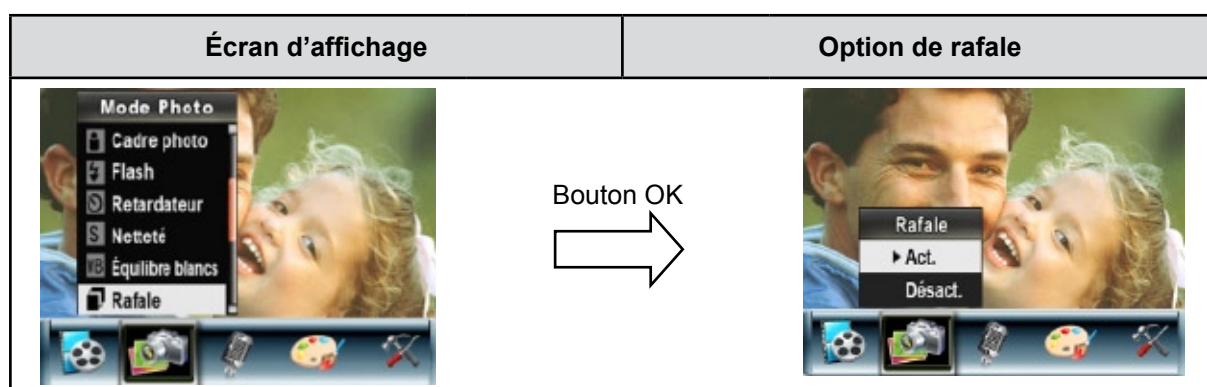 Écran d’affichage
Option de rafale
Mode Photo
Cadre photo
Flash
Retardateur
S Netteté
WB Équilibre blancs
Rafale
Bouton OK
Rafale
Act.
Désact.